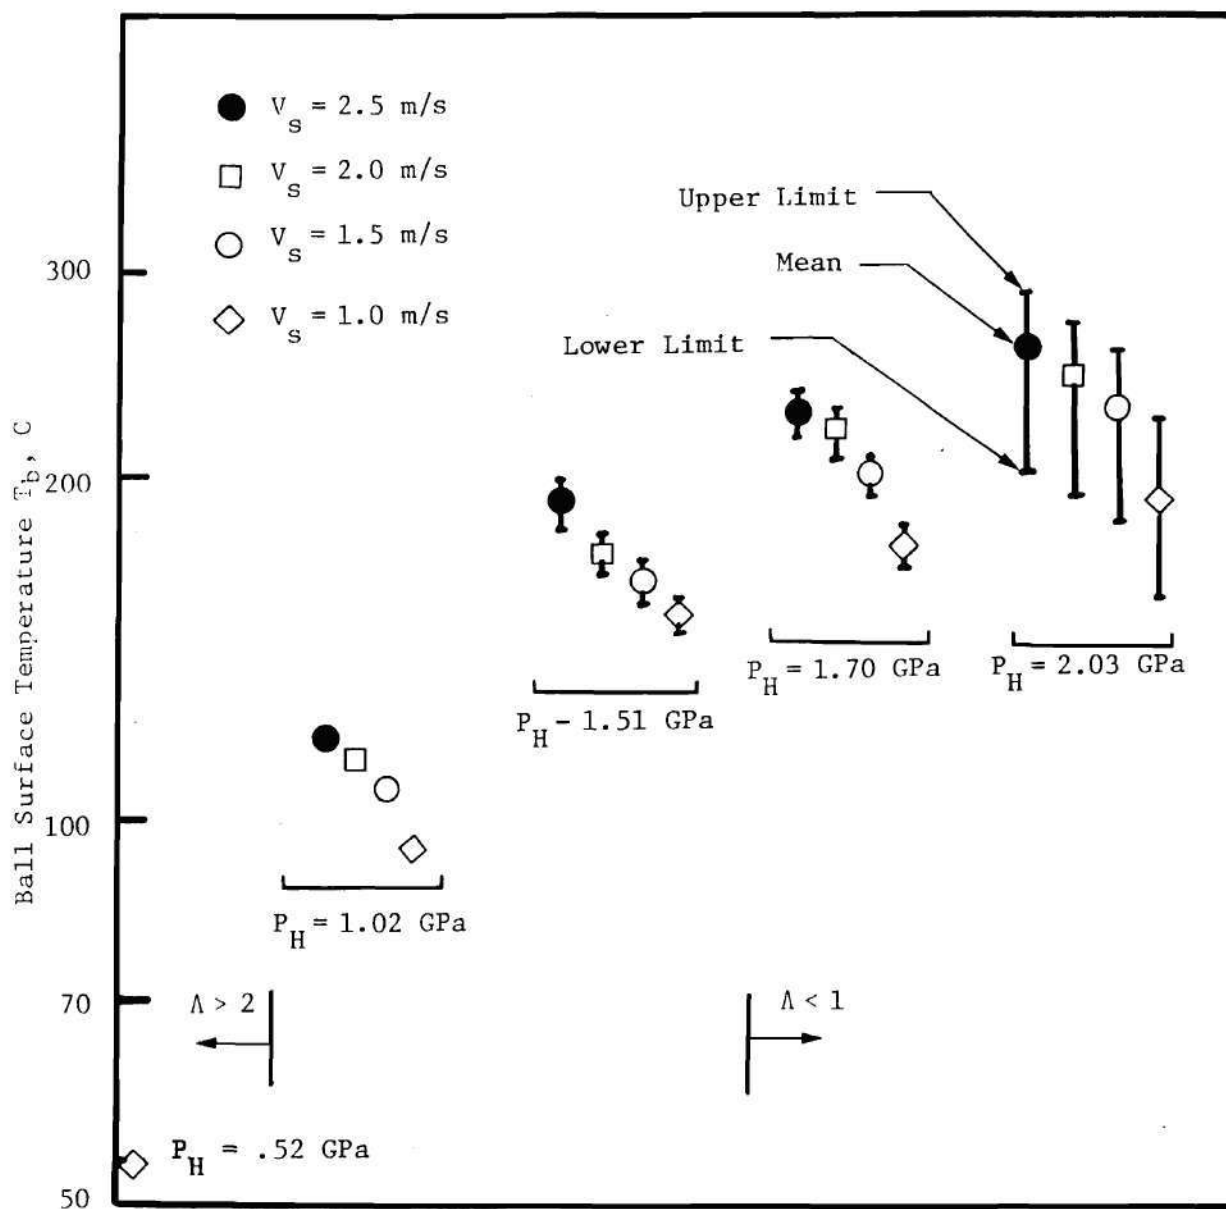 V_s = 2.5 m/s
V_s = 2.0 m/s
V_s = 1.5 m/s
V_s = 1.0 m/s
Upper Limit
Mean
Lower Limit
300
200
100
70
50
Ball Surface Temperature T_b, C
P_H = 1.70 GPa
P_H = 2.03 GPa
P_H - 1.51 GPa
P_H = 1.02 GPa
Λ > 2
Λ < 1
P_H = .52 GPa